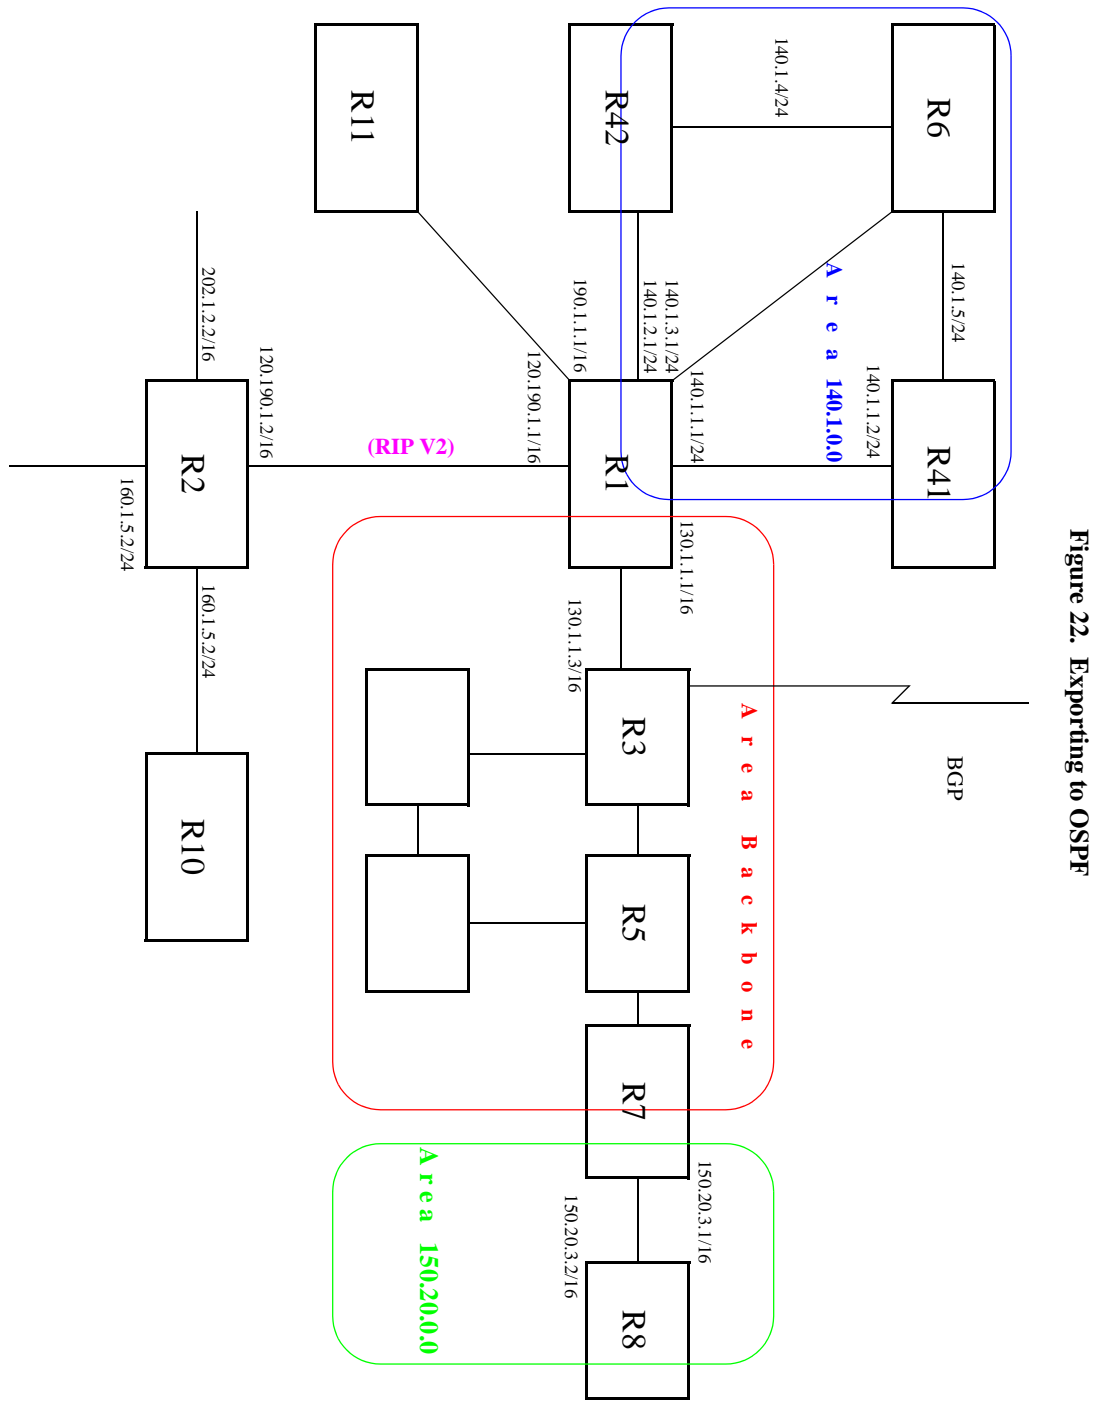 Figure 22. Exporting to OSPF
140.1.5/24
BGP
R6
R41
140.1.1.2/24
Area 140.1.0.0
140.1.4/24
Area Backbone
140.1.1.1/24
150.20.3.1/16
130.1.1.1/16
140.1.3.1/24
140.1.2.1/24
R42
R1
R3
R5
R7
R8
190.1.1.1/16
130.1.1.3/16
150.20.3.2/16
120.190.1.1/16
Area 150.20.0.0
(RIP V2)
R11
120.190.1.2/16
202.1.2.2/16
160.1.5.2/24
R2
R10
160.1.5.2/24